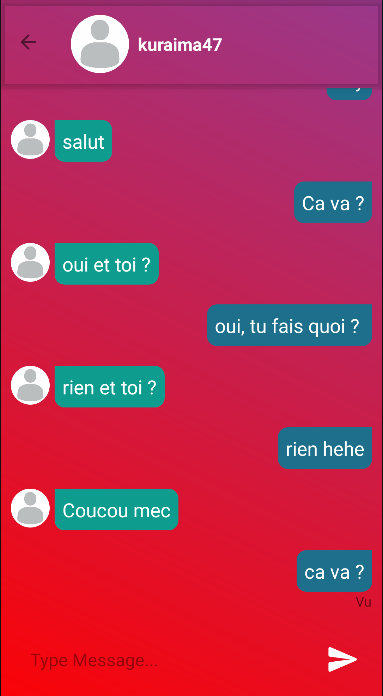 kuraima47
salut
Ca va ?
oui et toi ?
oui, tu fais quoi ?
rien et toi ?
rien hehe
Coucou mec
ca va ?
Vu
Type Message...